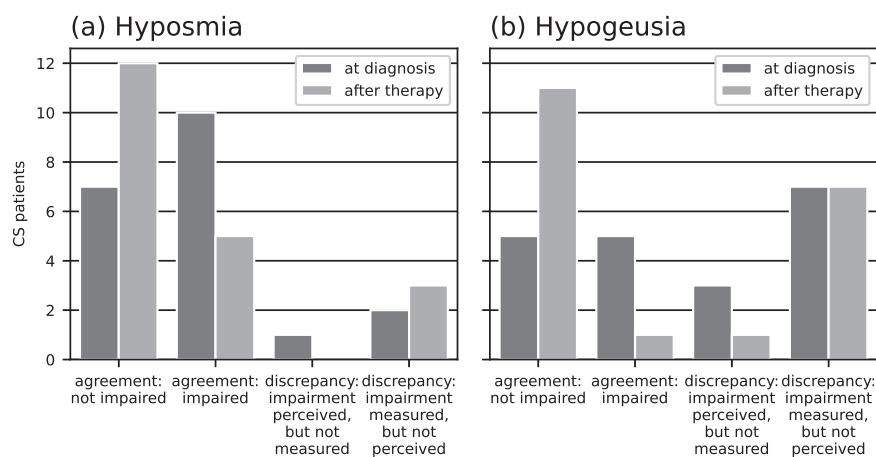 (a) Hyposmia
(b) Hypogeusia
CS patients
12
10
8
6
4
2
0
at diagnosis
after therapy
at diagnosis
after therapy
agreement:
not impaired
agreement:
impaired
discrepancy:
impairment
perceived,
but not
measured
discrepancy:
impairment
measured,
but not
perceived
agreement:
not impaired
agreement:
impaired
discrepancy:
impairment
perceived,
but not
measured
discrepancy:
impairment
measured,
but not
perceived